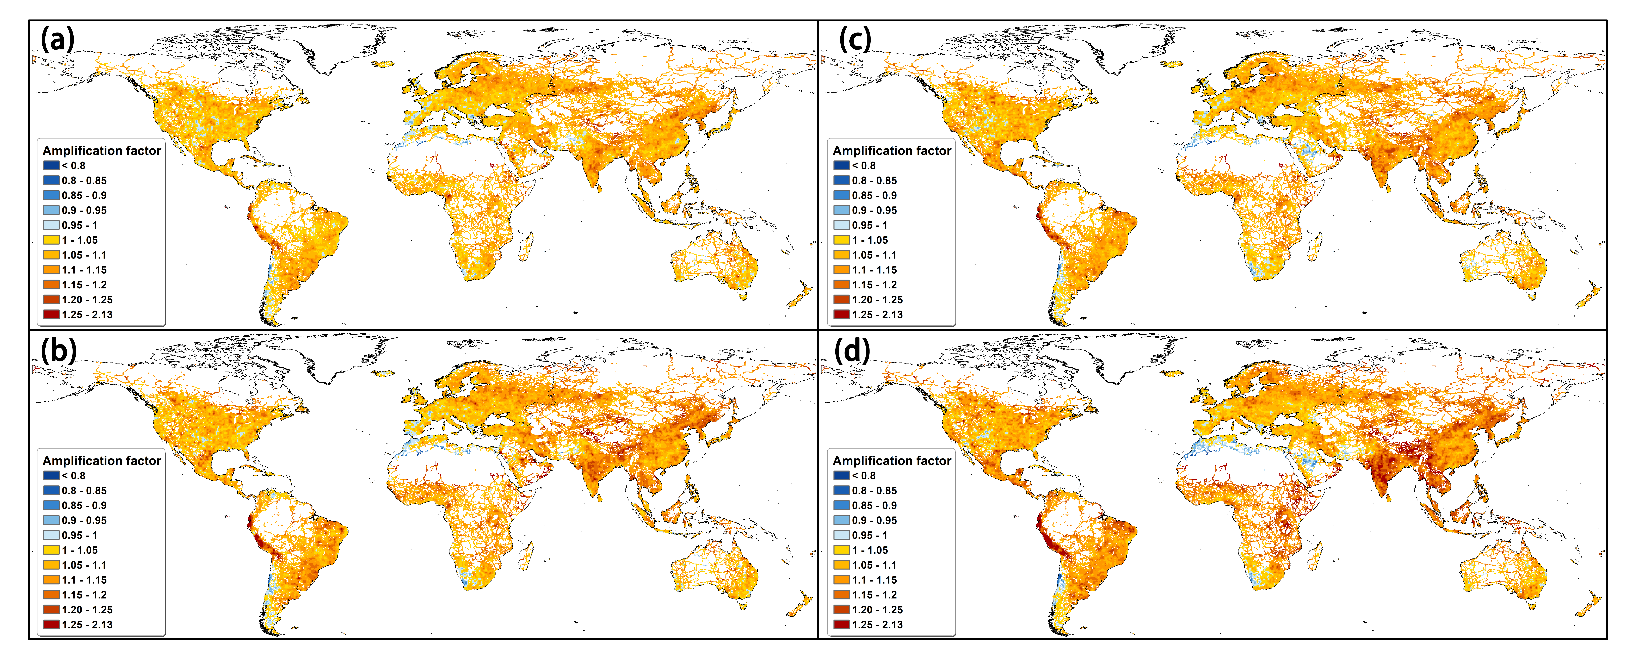 (a)
Amplification factor
< 0.8
0.8 - 0.85
0.85 - 0.9
0.9 - 0.95
0.95 - 1
1 - 1.05
1.05 - 1.1
1.1 - 1.15
1.15 - 1.2
1.20 - 1.25
1.25 - 2.13
(c)
Amplification factor
< 0.8
0.8 - 0.85
0.85 - 0.9
0.9 - 0.95
0.95 - 1
1 - 1.05
1.05 - 1.1
1.1 - 1.15
1.15 - 1.2
1.20 - 1.25
1.25 - 2.13
(b)
Amplification factor
< 0.8
0.8 - 0.85
0.85 - 0.9
0.9 - 0.95
0.95 - 1
1 - 1.05
1.05 - 1.1
1.1 - 1.15
1.15 - 1.2
1.20 - 1.25
1.25 - 2.13
(d)
Amplification factor
< 0.8
0.8 - 0.85
0.85 - 0.9
0.9 - 0.95
0.95 - 1
1 - 1.05
1.05 - 1.1
1.1 - 1.15
1.15 - 1.2
1.20 - 1.25
1.25 - 2.13